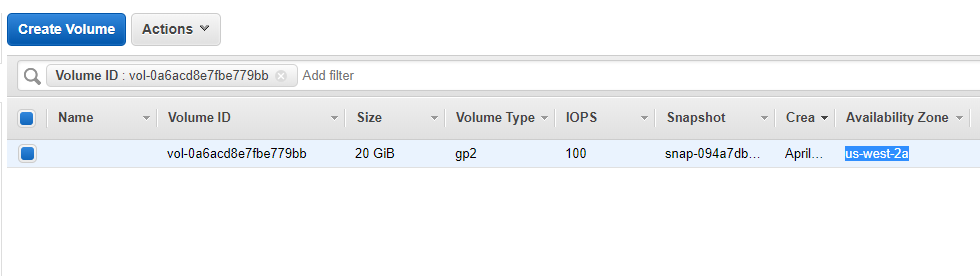 Create Volume Actions
Volume ID : vol-0a6acd8e7fbe779bb Add filter
Name Volume ID Size Volume Type IOPS Snapshot Crea Availability Zone
vol-0a6acd8e7fbe779bb 20 GiB gp2 100 snap-094a7db... April... us-west-2a